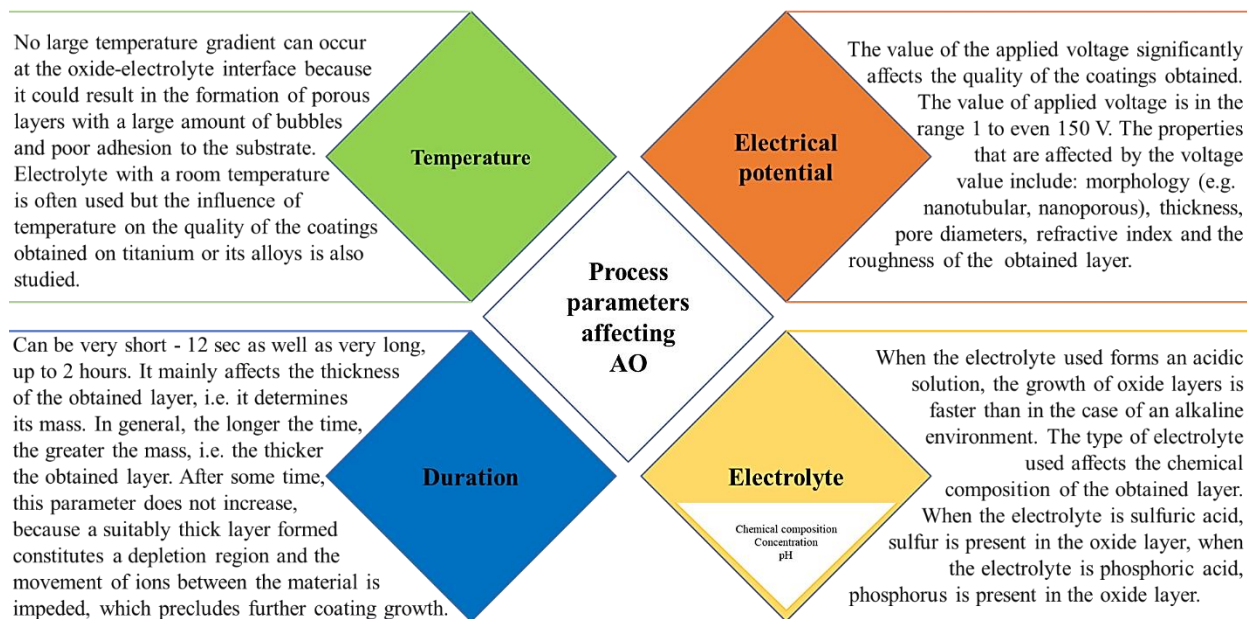 No large temperature gradient can occur
at the oxide-electrolyte interface because
it could result in the formation of porous
layers with a large amount of bubbles
and poor adhesion to the substrate.
Electrolyte with a room temperature
is often used but the influence of
temperature on the quality of the coatings
obtained on titanium or its alloys is also
studied.
Temperature
Electrical
potential
The value of the applied voltage significantly
affects the quality of the coatings obtained.
The value of applied voltage is in the
range 1 to even 150 V. The properties
that are affected by the voltage
value include: morphology (e.g.
nanotubular, nanoporous), thickness,
pore diameters, refractive index and the
roughness of the obtained layer.
Process
parameters
affecting
AO
Can be very short - 12 sec as well as very long,
up to 2 hours. It mainly affects the thickness
of the obtained layer, i.e. it determines
its mass. In general, the longer the time,
the greater the mass, i.e. the thicker
the obtained layer. After some time,
this parameter does not increase,
because a suitably thick layer formed
constitutes a depletion region and the
movement of ions between the material is
impeded, which precludes further coating growth.
Duration
Electrolyte
Chemical composition
Concentration
pH
When the electrolyte used forms an acidic
solution, the growth of oxide layers is
faster than in the case of an alkaline
environment. The type of electrolyte
used affects the chemical
composition of the obtained layer.
When the electrolyte is sulfuric acid,
sulfur is present in the oxide layer, when
the electrolyte is phosphoric acid,
phosphorus is present in the oxide layer.